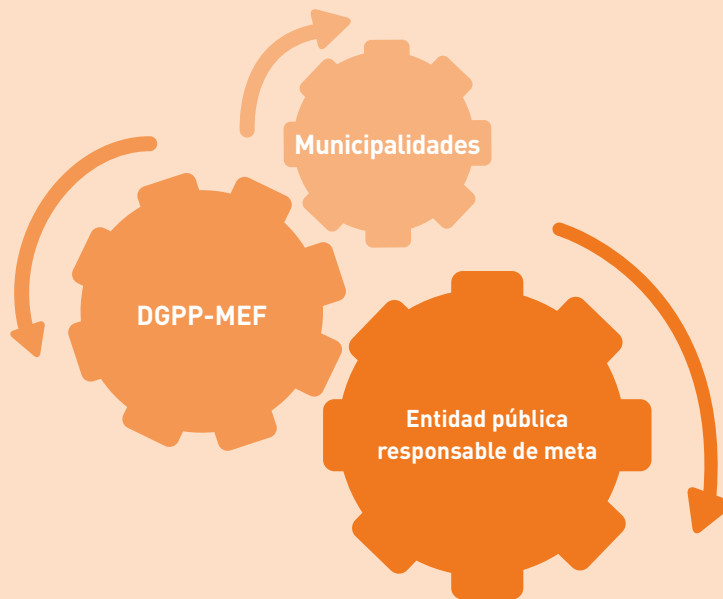 Municipalidades
DGPP-MEF
Entidad pública
responsable de meta